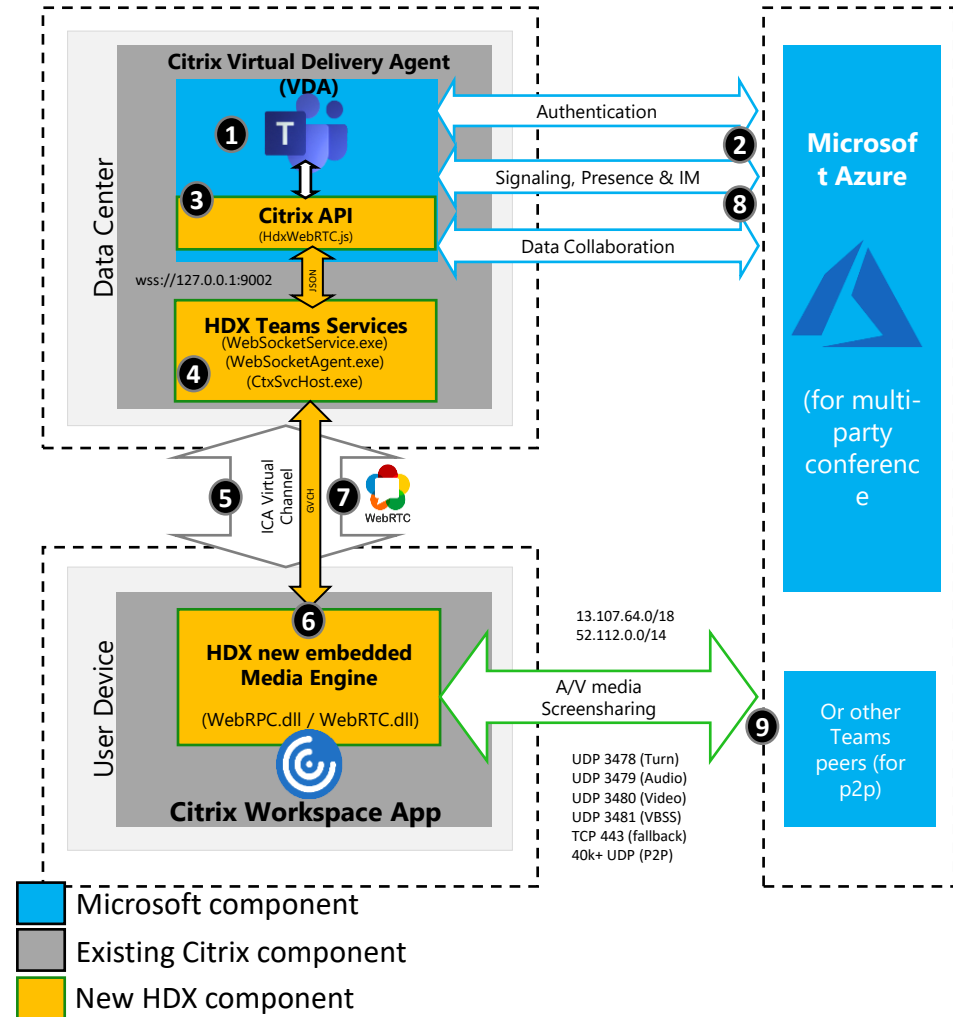 Citrix Virtual Delivery Agent
(VDA)
T
1
Authentication
2
Microsof
t Azure
Signaling, Presence & IM
3
8
Citrix API
(HdxWebRTC.js)
Data Collaboration
Data Center
wss://127.0.0.1:9002
JSON
HDX Teams Services
(WebSocketService.exe)
(WebSocketAgent.exe)
(CtxSvcHost.exe)
4
(for multi-
party
conferenc
e
5
ICA Virtual
Channel
GVCH
7
WebRTC
6
User Device
HDX new embedded
Media Engine
(WebRPC.dll / WebRTC.dll)
Citrix Workspace App
13.107.64.0/18
52.112.0.0/14
A/V media
Screensharing
9
Or other
Teams
peers (for
p2p)
UDP 3478 (Turn)
UDP 3479 (Audio)
UDP 3480 (Video)
UDP 3481 (VBSS)
TCP 443 (fallback)
40k+ UDP (P2P)
Microsoft component
Existing Citrix component
New HDX component